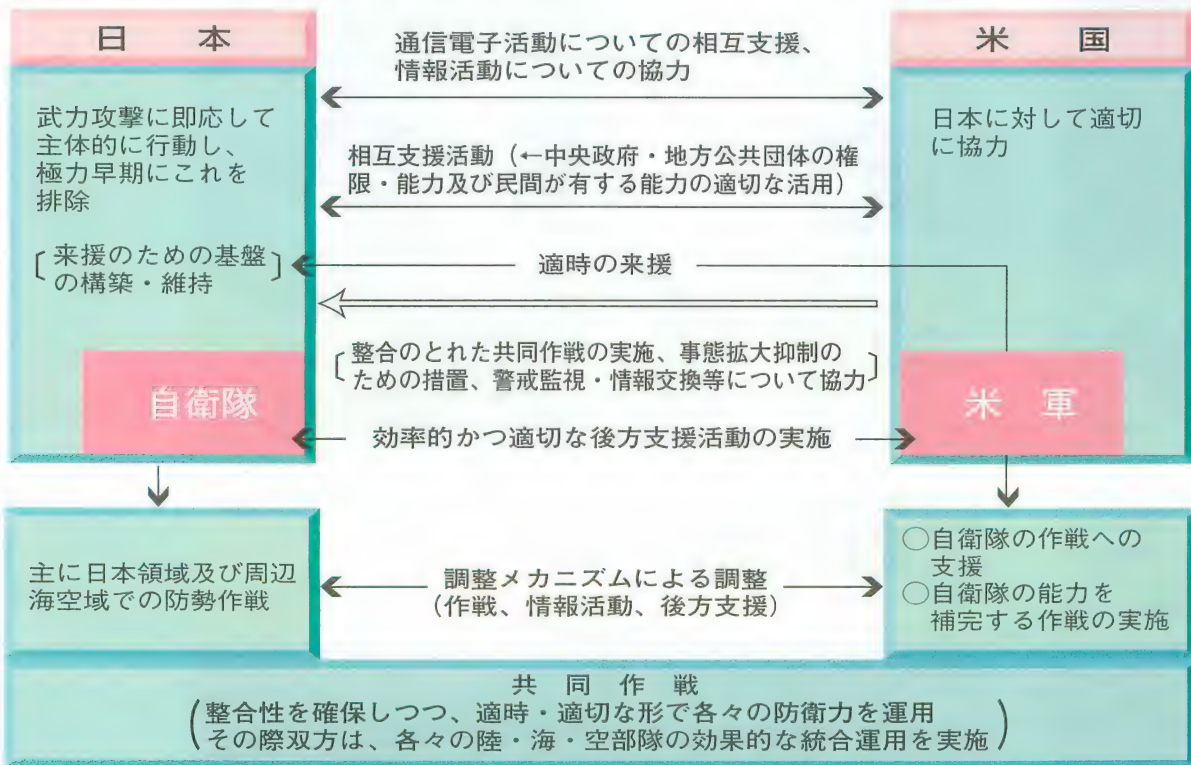 日　本
米　国
通信電子活動についての相互支援、
情報活動についての協力
武力攻撃に即応して
主体的に行動し、
極力早期にこれを
排除
日本に対して適切
に協力
相互支援活動（←中央政府・地方公共団体の権
限・能力及び民間が有する能力の適切な活用）
〔来援のための基盤
の構築・維持〕
適時の来援
〔整合のとれた共同作戦の実施、事態拡大抑制の
ための措置、警戒監視・情報交換等について協力〕
自衛隊
米　軍
効率的かつ適切な後方支援活動の実施
主に日本領域及び周辺
海空域での防勢作戦
調整メカニズムによる調整
（作戦、情報活動、後方支援）
○自衛隊の作戦への
支援
○自衛隊の能力を
補完する作戦の実施
共　同　作　戦
（整合性を確保しつつ、適時・適切な形で各々の防衛力を運用
その際双方は、各々の陸・海・空部隊の効果的な統合運用を実施）